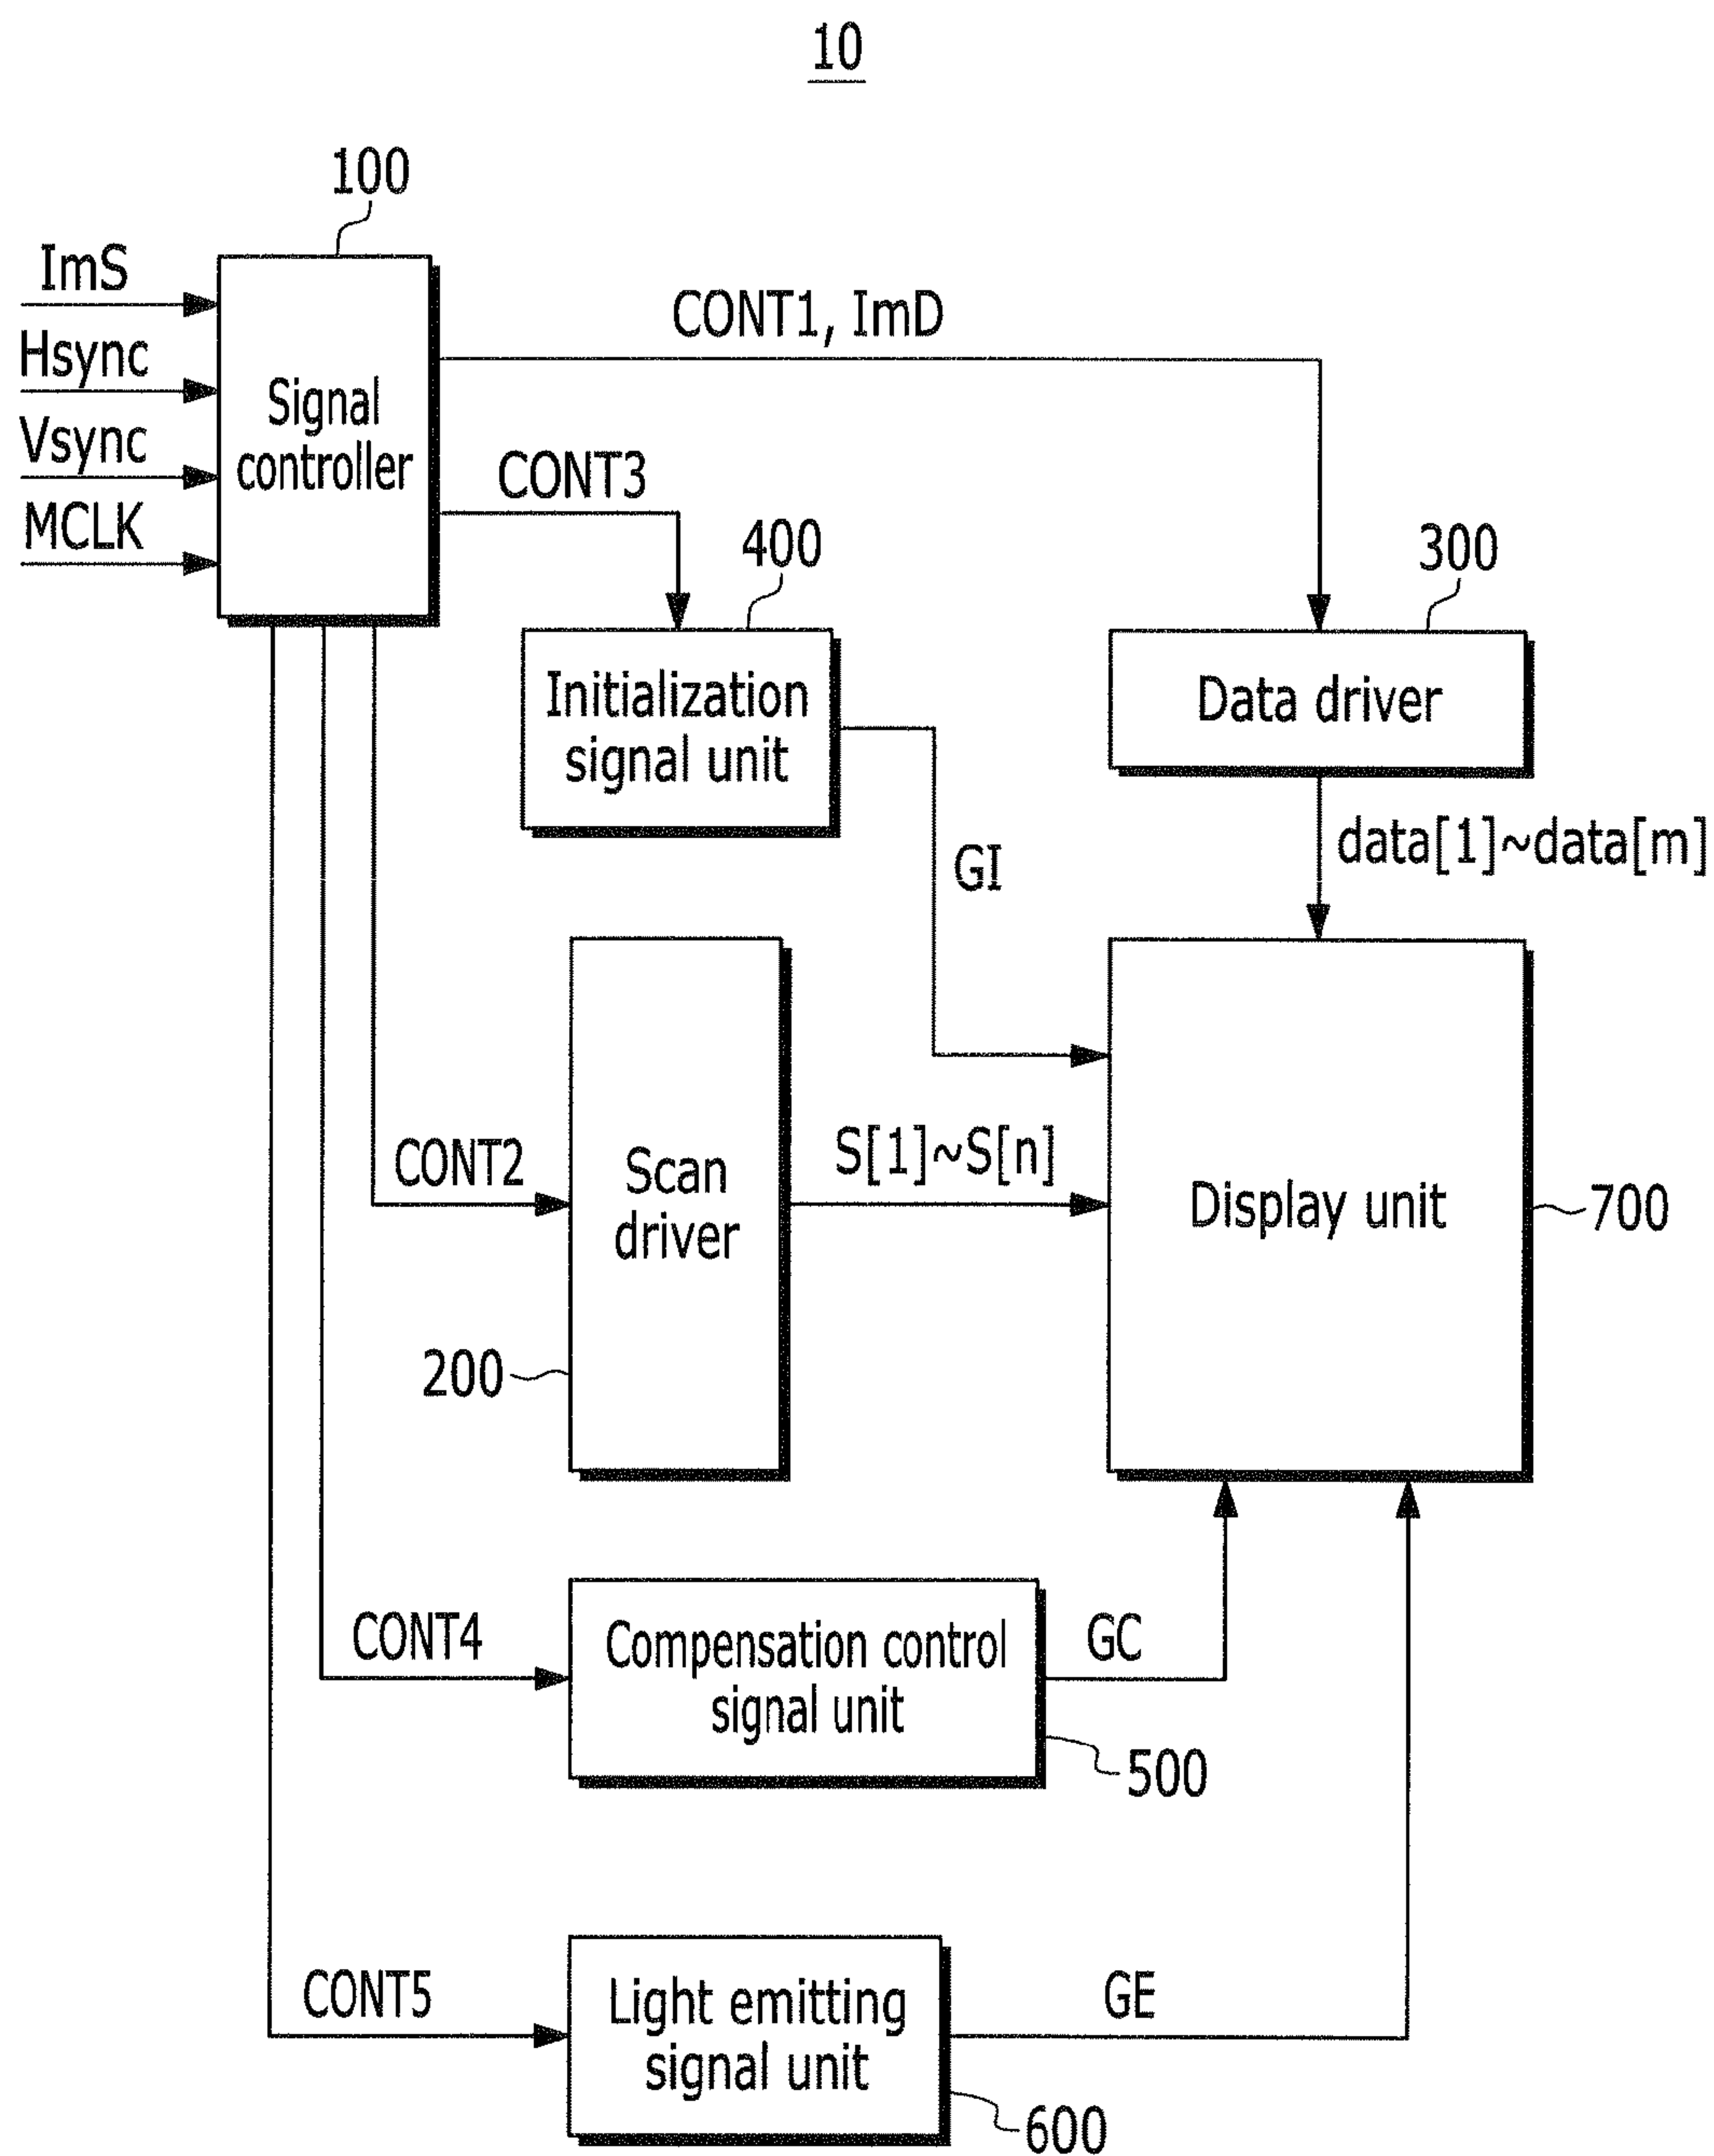 10
100
ImS
Hsync
Vsync
MCLK
Signal
controller
CONT1, ImD
CONT3
400
300
Initialization
signal unit
Data driver
GI
data[1]~data[m]
CONT2
Scan
driver
S[1]~S[n]
Display unit
700
200
CONT4
Compensation control
signal unit
GC
500
CONT5
Light emitting
signal unit
GE
600